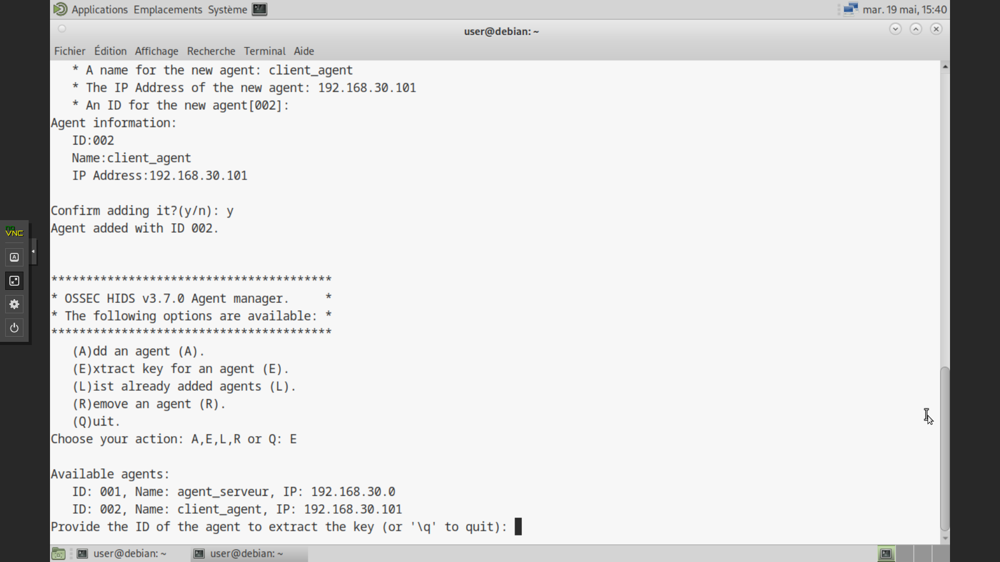 Applications Emplacements Système mar. 19 mai, 15:40
user@debian: ~
Fichier Édition Affichage Recherche Terminal Aide
* A name for the new agent: client_agent
* The IP Address of the new agent: 192.168.30.101
* An ID for the new agent[002]:
Agent information:
ID:002
Name:client_agent
IP Address:192.168.30.101
Confirm adding it?(y/n): y
Agent added with ID 002.
****************************************
* OSSEC HIDS v3.7.0 Agent manager.     *
* The following options are available: *
****************************************
(A)dd an agent (A).
(E)xtract key for an agent (E).
(L)ist already added agents (L).
(R)emove an agent (R).
(Q)uit.
Choose your action: A,E,L,R or Q: E
Available agents:
ID: 001, Name: agent_serveur, IP: 192.168.30.0
ID: 002, Name: client_agent, IP: 192.168.30.101
Provide the ID of the agent to extract the key (or '\q' to quit):
user@debian: ~ user@debian: ~
no
VNC
A